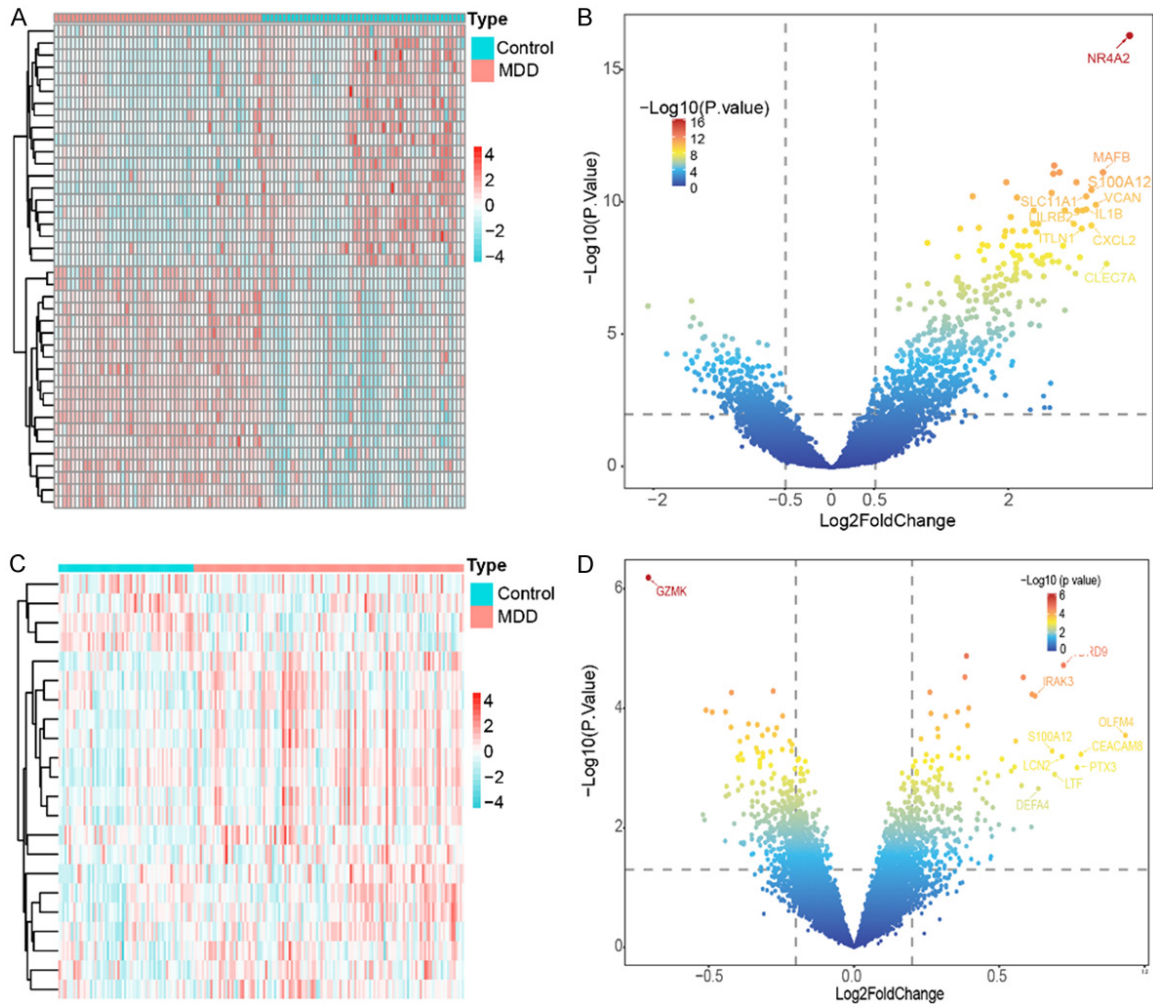 A
Type
Control
MDD
4
2
0
−2
−4
B
−Log10(P.Value)
15
10
5
0
−Log10(P.value)
16
12
8
4
0
NR4A2
MAFB
S100A12
SLC11A1
VCAN
IL1B
ITLN1
CXCL2
CLEC7A
−2
−0.5
0
0.5
2
Log2FoldChange
C
Type
Control
MDD
4
2
0
−2
−4
D
−Log10(P.Value)
6
4
2
0
−Log10 (p value)
6
4
2
0
GZMK
RD9
IRAK3
OLFM4
S100A12
CEACAM8
LCN2
PTX3
LTF
DEFA4
−0.5
0.0
0.5
Log2FoldChange